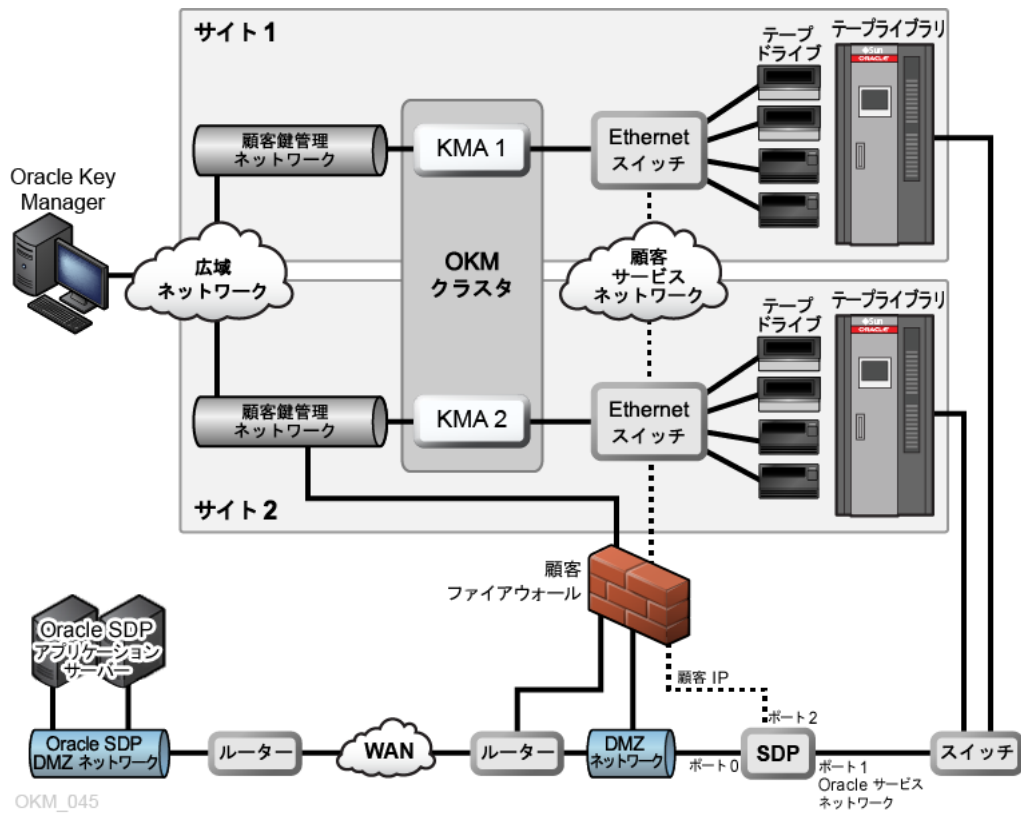 サイト 1
テープ
ドライブ
テープライブラリ
Sun
ORACLE
顧客鍵管理
ネットワーク
KMA 1
Ethernet
スイッチ
Oracle Key
Manager
広域
ネットワーク
OKM
クラスタ
顧客
サービス
ネットワーク
テープ
ドライブ
テープライブラリ
Sun
ORACLE
顧客鍵管理
ネットワーク
KMA 2
Ethernet
スイッチ
サイト 2
顧客
ファイアウォール
Oracle SDP
アプリケーション
サーバー
顧客 IP
ポート 2
Oracle SDP
DMZ ネットワーク
ルーター
WAN
ルーター
DMZ
ネットワーク
ポート 0
SDP
ポート 1
Oracle サービス
ネットワーク
スイッチ
OKM_045